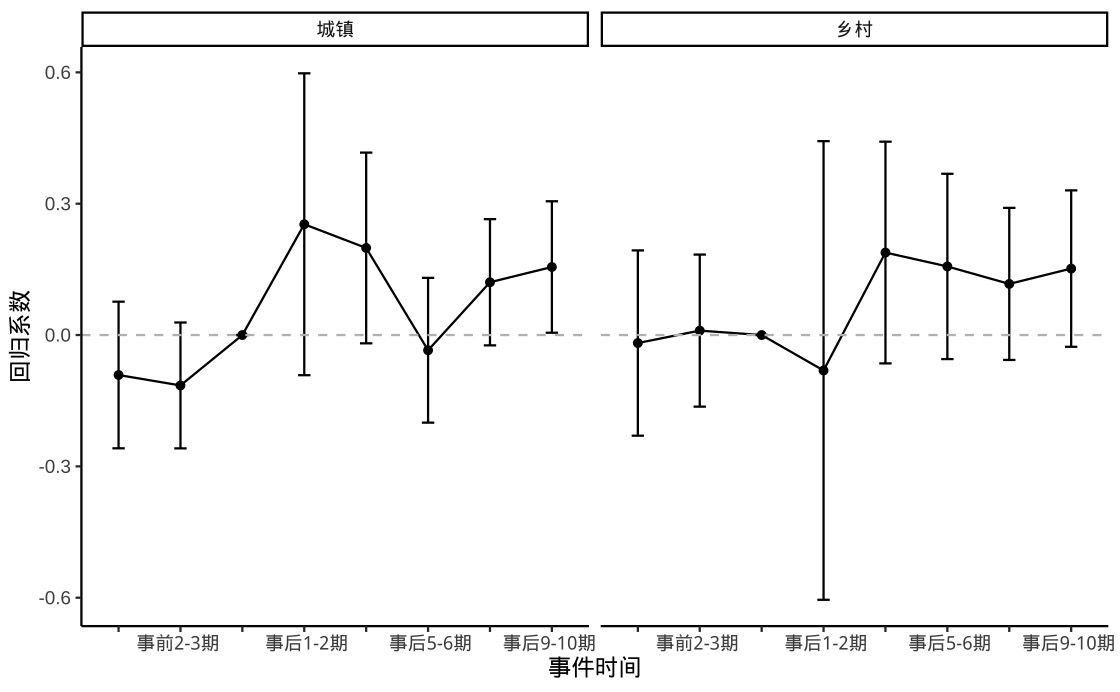 城镇
乡村
0.6
0.3
0.0
-0.3
-0.6
回归系数
事前2-3期
事后1-2期
事后5-6期
事后9-10期
事前2-3期
事后1-2期
事后5-6期
事后9-10期
事件时间